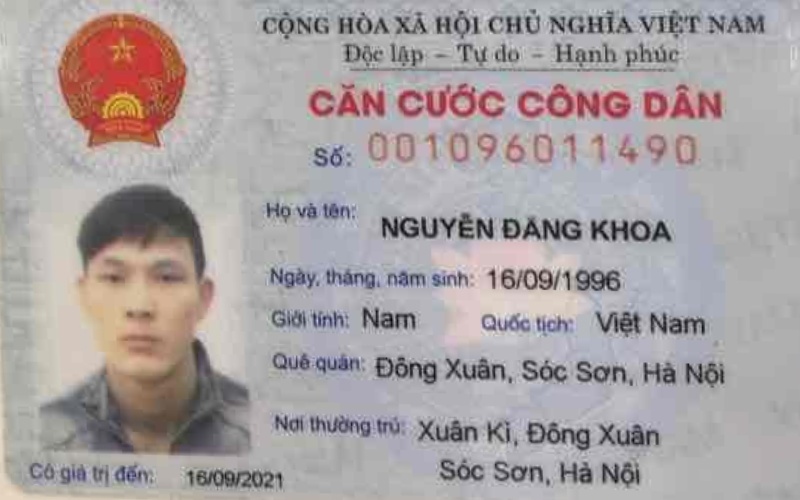 CỘNG HÒA XÃ HỘI CHỦ NGHĨA VIỆT NAM
Độc lập – Tự do – Hạnh phúc
CĂN CƯỚC CÔNG DÂN
Số: 001096011490
Họ và tên: NGUYỄN ĐĂNG KHOA
Ngày, tháng, năm sinh: 16/09/1996
Giới tính: Nam Quốc tịch: Việt Nam
Quê quán: Đông Xuân, Sóc Sơn, Hà Nội
Nơi thường trú: Xuân Kì, Đông Xuân
Sóc Sơn, Hà Nội
Có giá trị đến: 16/09/2021